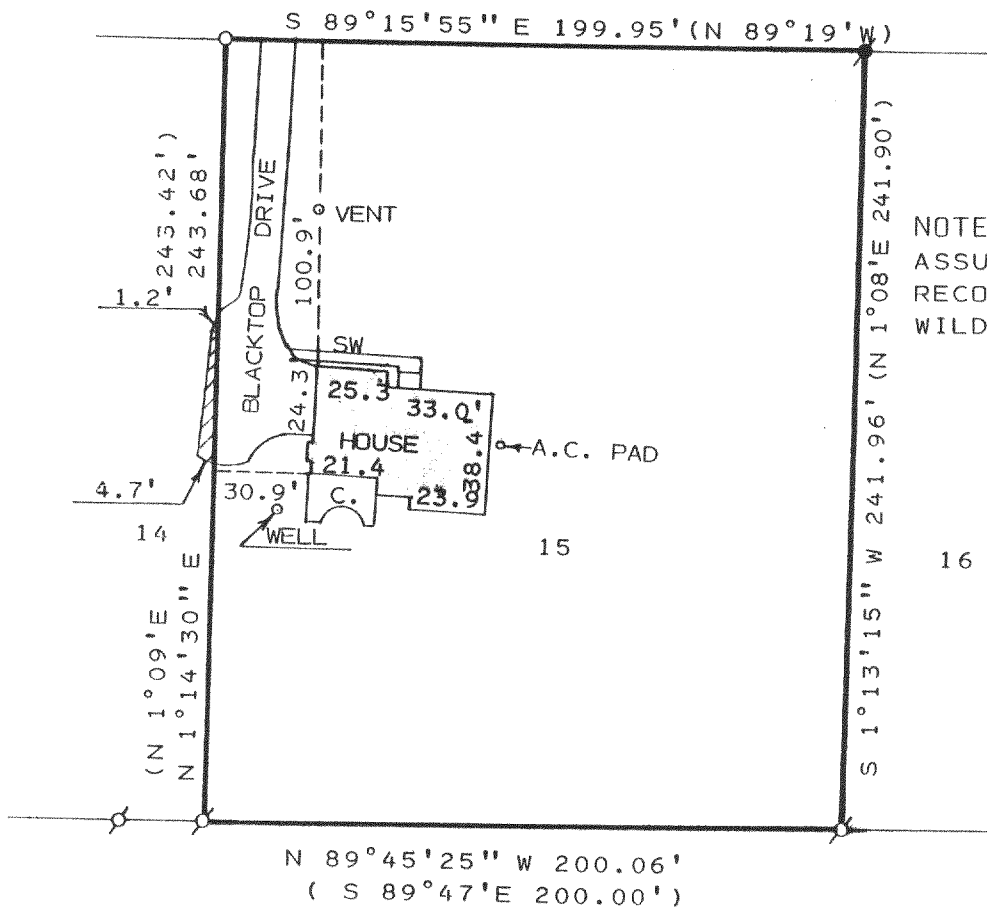 S 89°15'55" E 199.95'(N 89°19'W)
243.42')
243.68'
1.2'
DRIVE
BLACKTOP
100.9'
VENT
SW
24.3
25.3'
33.0'
HOUSE
38.4'
A.C. PAD
21.4
23.9
C.
4.7'
30.9'
WELL
14
15
16
(N 1°09'E
N 1°14'30" E
S 1°13'15" W 241.96' (N 1°08'E 241.90')
NOTE
ASSU
RECO
WILD
N 89°45'25" W 200.06'
( S 89°47'E 200.00')